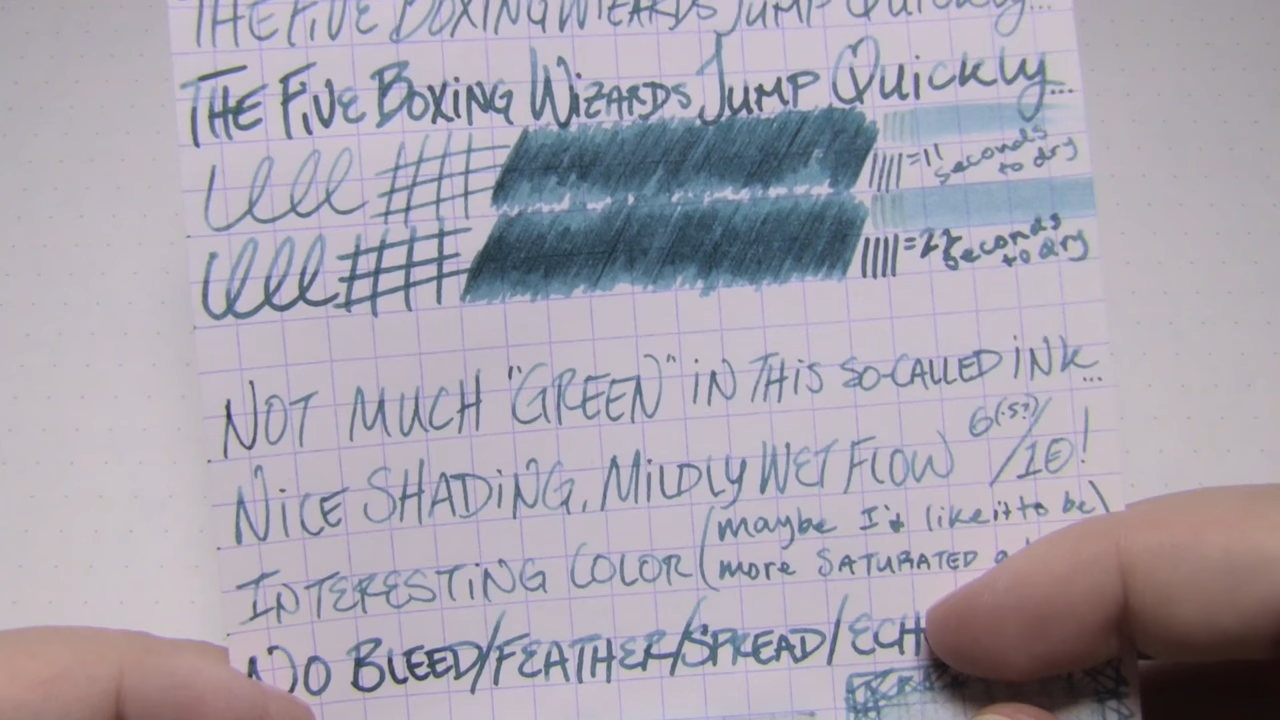 THE FIVE BOXING WIZARDS JUMP QUICKLY...
THE FIVE BOXING WIZARDS JUMP QUICKLY...
=11 seconds to dry
=22 seconds to dry
NOT MUCH "GREEN" IN THIS SO-CALLED INK...
NICE SHADING, MILDLY WET FLOW 6(.5?)/10!
INTERESTING COLOR (maybe I'd like it to be)
more SATURATED
NO BLEED/FEATHER/SPREAD/ECH